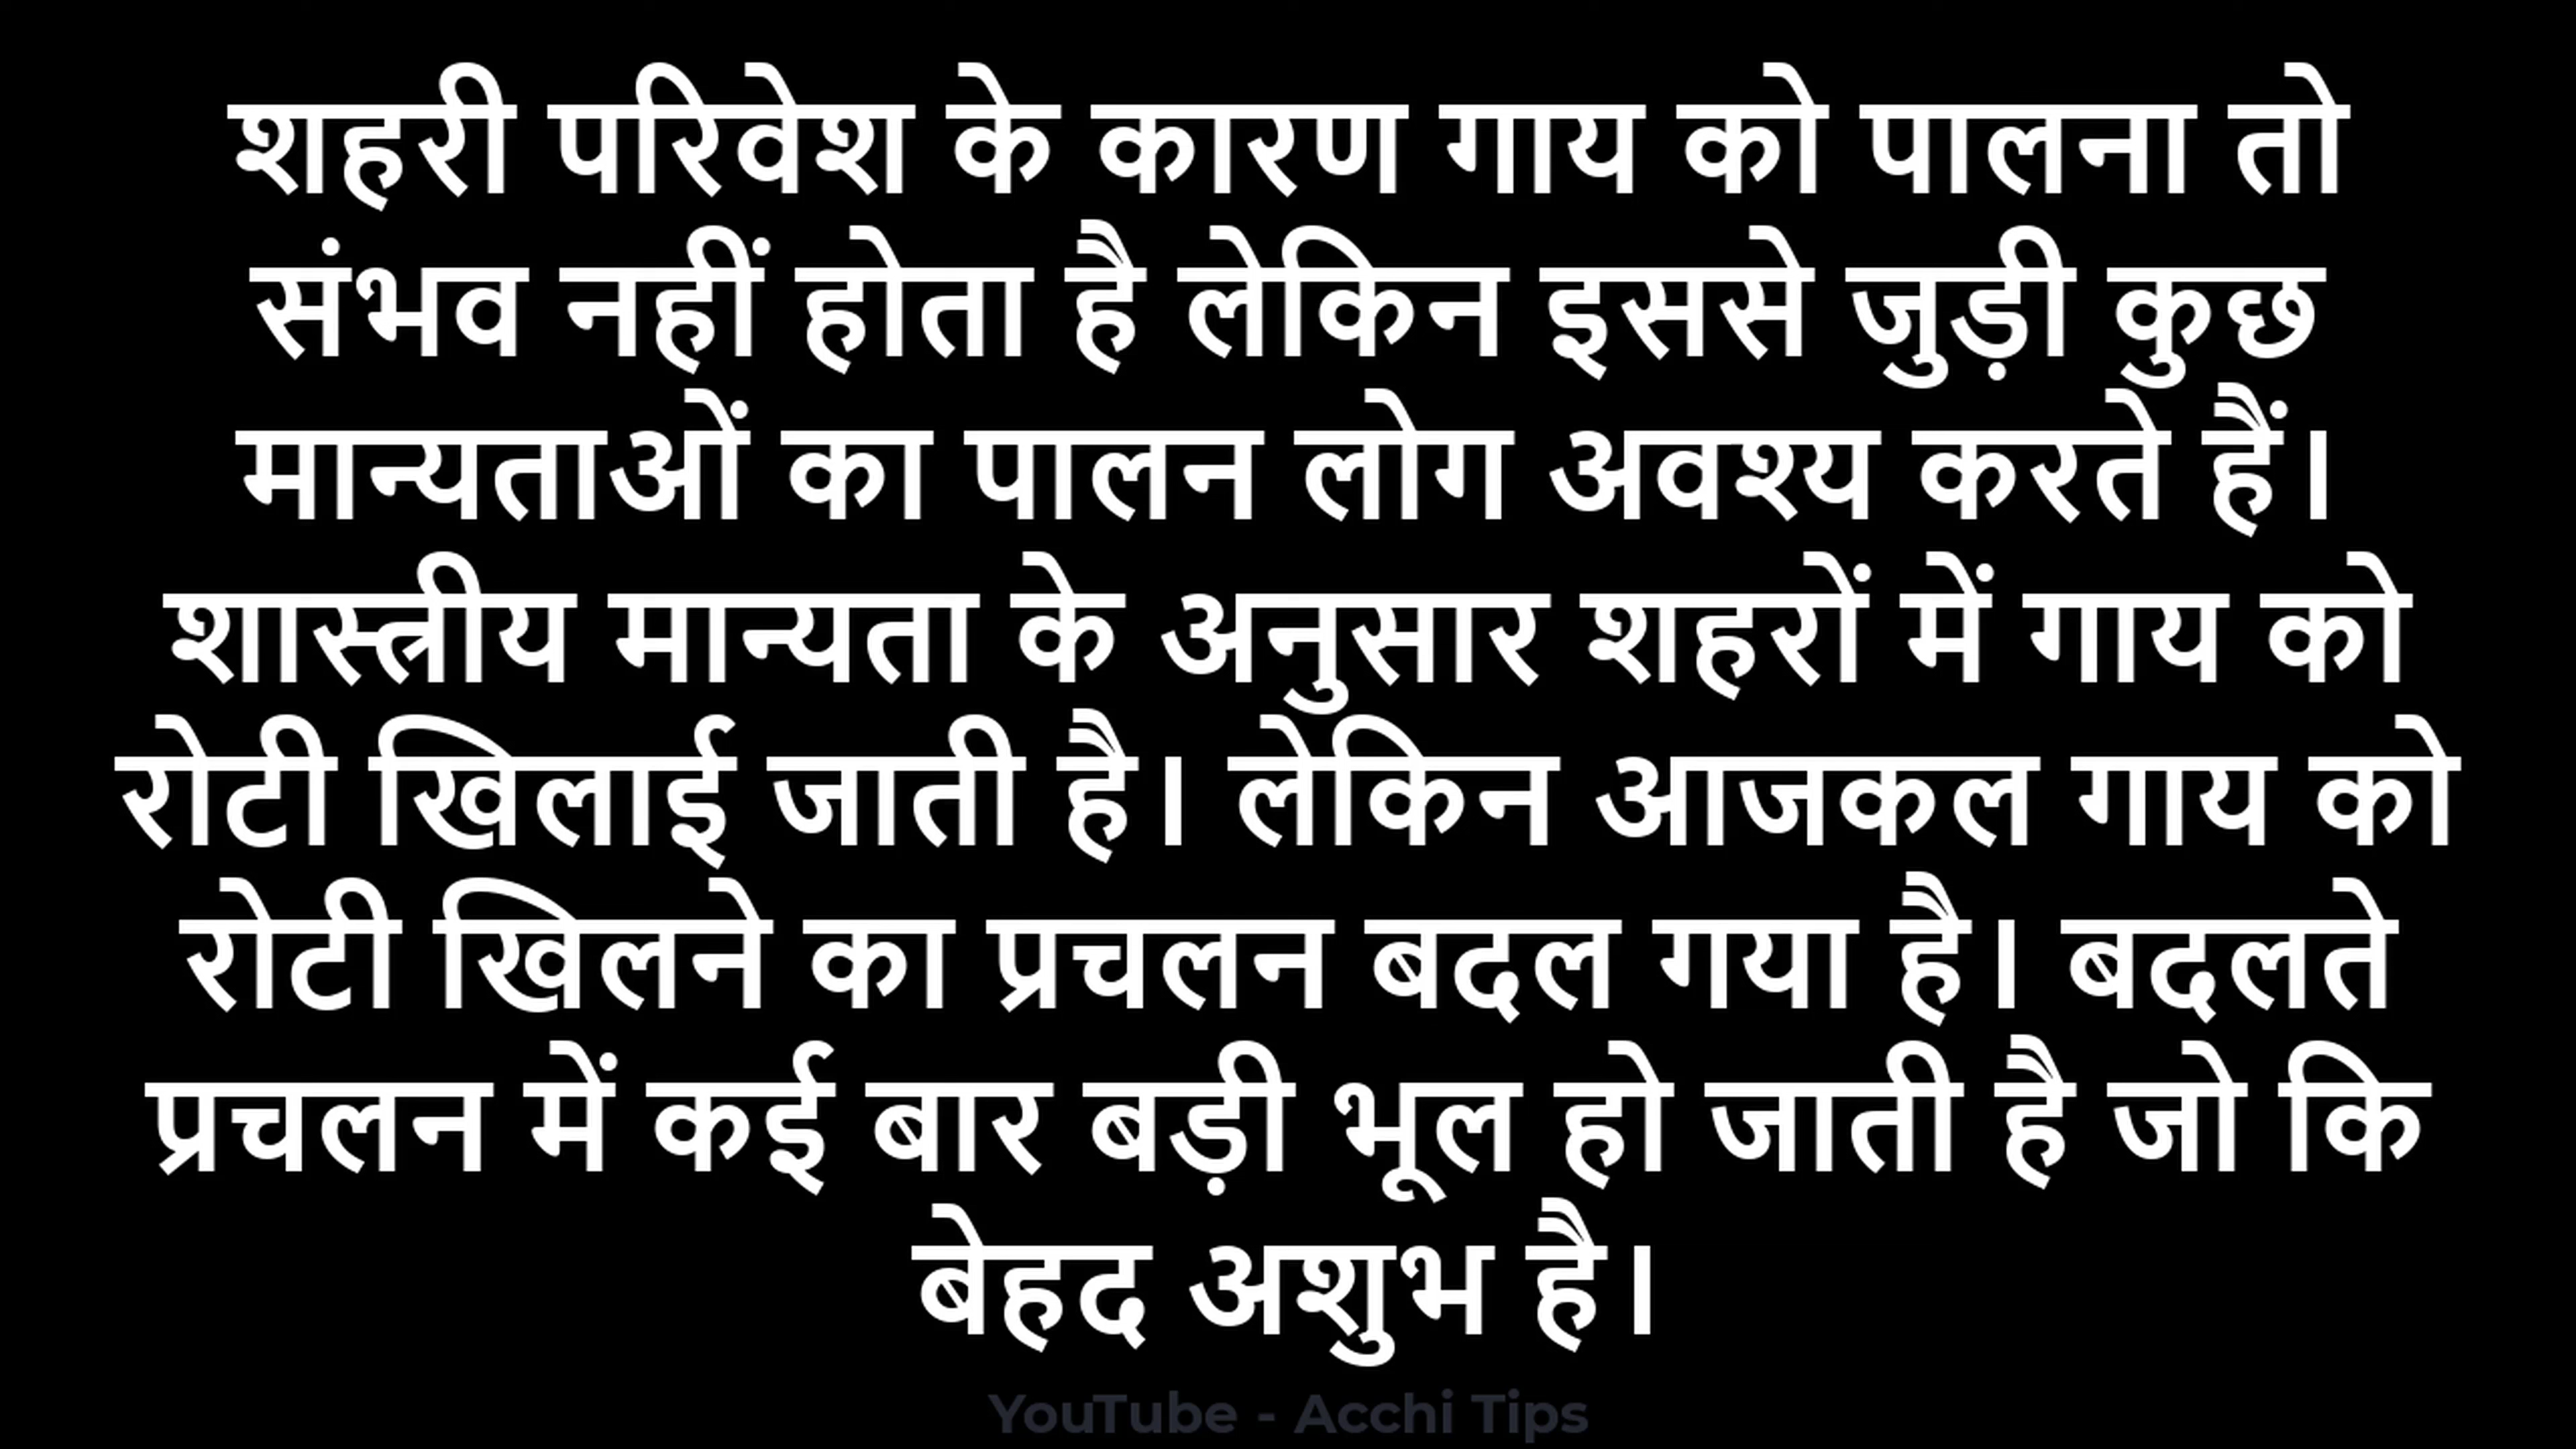 शहरी परिवेश के कारण गाय को पालना तो
संभव नहीं होता है लेकिन इससे जुड़ी कुछ
मान्यताओं का पालन लोग अवश्य करते हैं।
शास्त्रीय मान्यता के अनुसार शहरों में गाय को
रोटी खिलाई जाती है। लेकिन आजकल गाय को
रोटी खिलने का प्रचलन बदल गया है। बदलते
प्रचलन में कई बार बड़ी भूल हो जाती है जो कि
बेहद अशुभ है।
YouTube - Acchi Tips